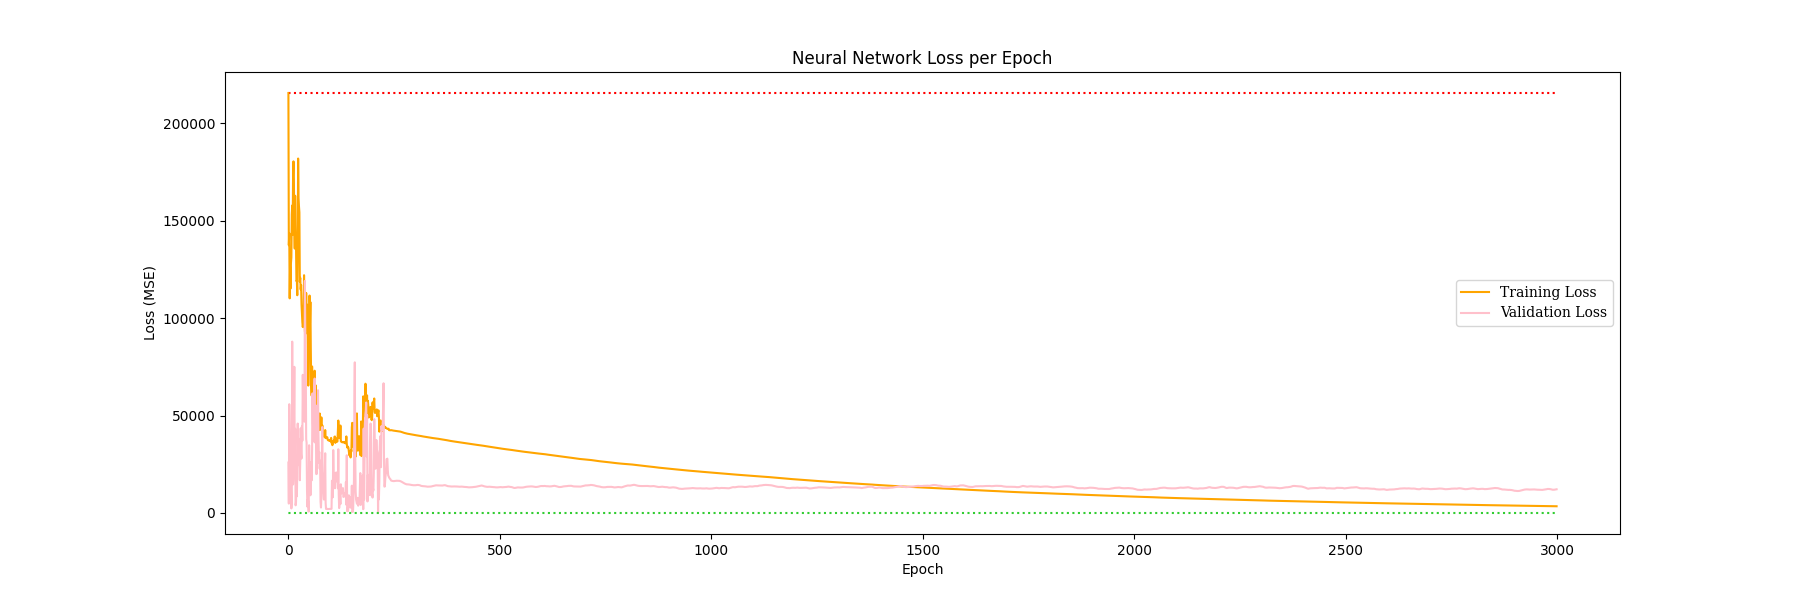 Neural Network Loss per Epoch
Loss (MSE)
200000
150000
100000
50000
0
Training Loss
Validation Loss
0 500 1000 1500 2000 2500 3000
Epoch